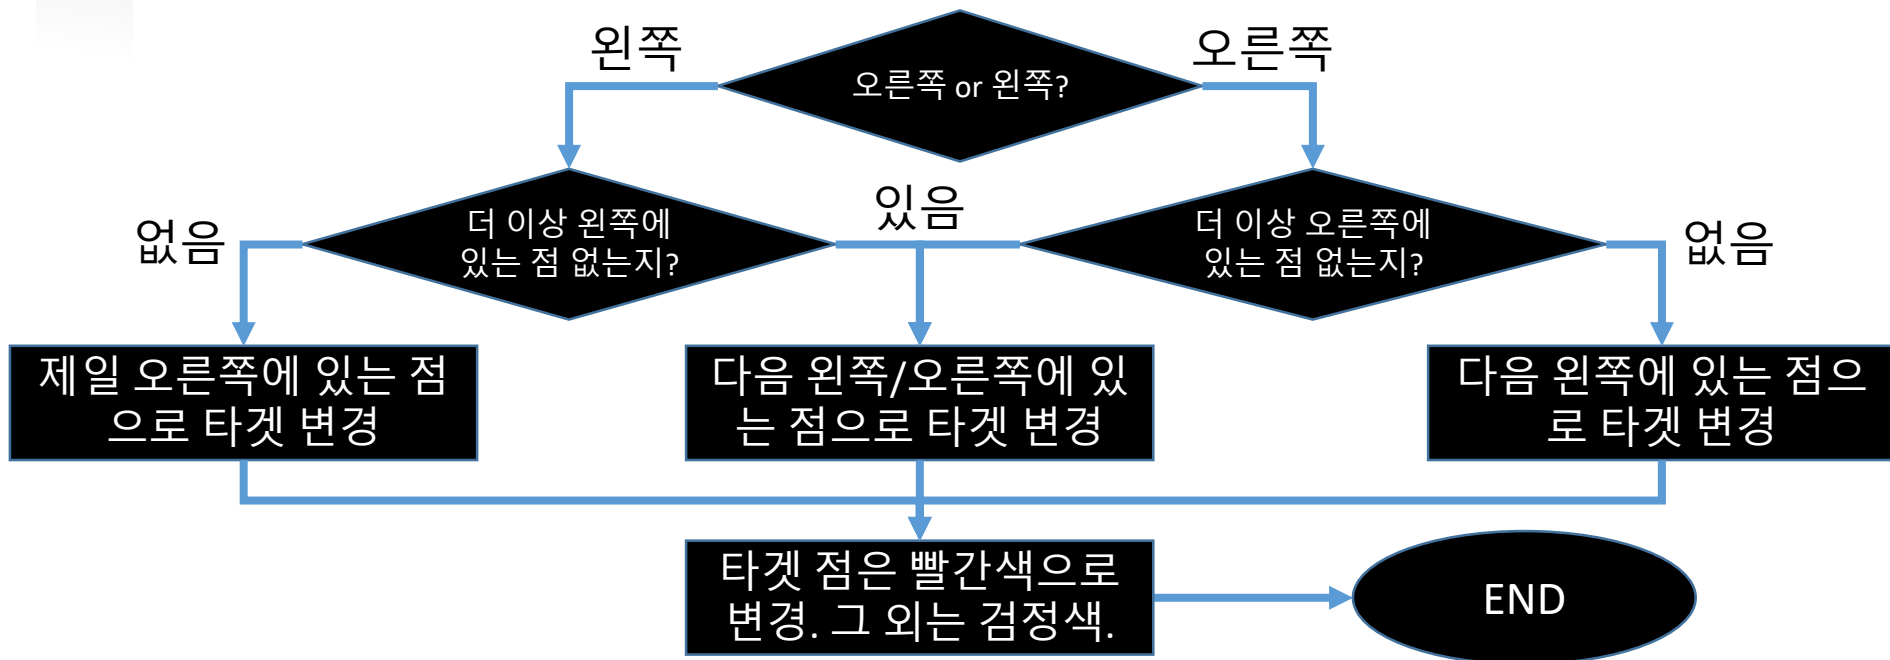 왼쪽
오른쪽
오른쪽 or 왼쪽?
없음
더 이상 왼쪽에
있는 점 없는지?
있음
더 이상 오른쪽에
있는 점 없는지?
없음
제일 오른쪽에 있는 점
으로 타겟 변경
다음 왼쪽/오른쪽에 있
는 점으로 타겟 변경
다음 왼쪽에 있는 점으
로 타겟 변경
타겟 점은 빨간색으로
변경. 그 외는 검정색.
END